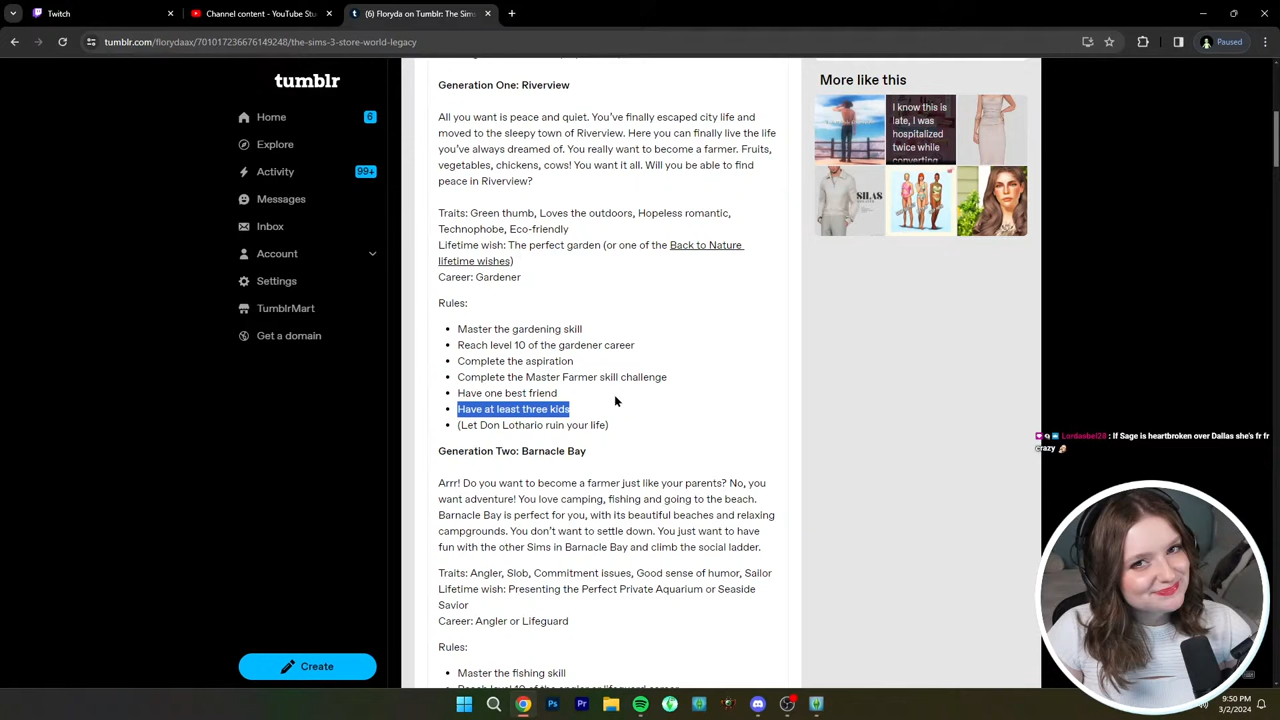 Twitch
Channel content - YouTube Stu
(6) Floryda on Tumblr: The Sims
tumblr.com/florydaax/701017236676149248/the-sims-3-store-world-legacy
Paused
tumblr
Home
6
Explore
Activity
99+
Messages
Inbox
Account
Settings
TumblrMart
Get a domain
Create
Generation One: Riverview
All you want is peace and quiet. You've finally escaped city life and
moved to the sleepy town of Riverview. Here you can finally live the life
you've always dreamed of. You really want to become a farmer. Fruits,
vegetables, chickens, cows! You want it all. Will you be able to find
peace in Riverview?
Traits: Green thumb, Loves the outdoors, Hopeless romantic,
Technophobe, Eco-friendly
Lifetime wish: The perfect garden (or one of the Back to Nature
lifetime wishes)
Career: Gardener
Rules:
Master the gardening skill
Reach level 10 of the gardener career
Complete the aspiration
Complete the Master Farmer skill challenge
Have one best friend
Have at least three kids
(Let Don Lothario ruin your life)
Generation Two: Barnacle Bay
Arrr! Do you want to become a farmer just like your parents? No, you
want adventure! You love camping, fishing and going to the beach.
Barnacle Bay is perfect for you, with its beautiful beaches and relaxing
campgrounds. You don't want to settle down. You just want to have
fun with the other Sims in Barnacle Bay and climb the social ladder.
Traits: Angler, Slob, Commitment issues, Good sense of humor, Sailor
Lifetime wish: Presenting the Perfect Private Aquarium or Seaside
Savior
Career: Angler or Lifeguard
Rules:
Master the fishing skill
More like this
I know this is
late, I was
hospitalized
twice while
converting
SILAS
Lordasbel28 : If Sage is heartbroken over Dallas she's fr fr
crazy
9:50 PM
3/2/2024